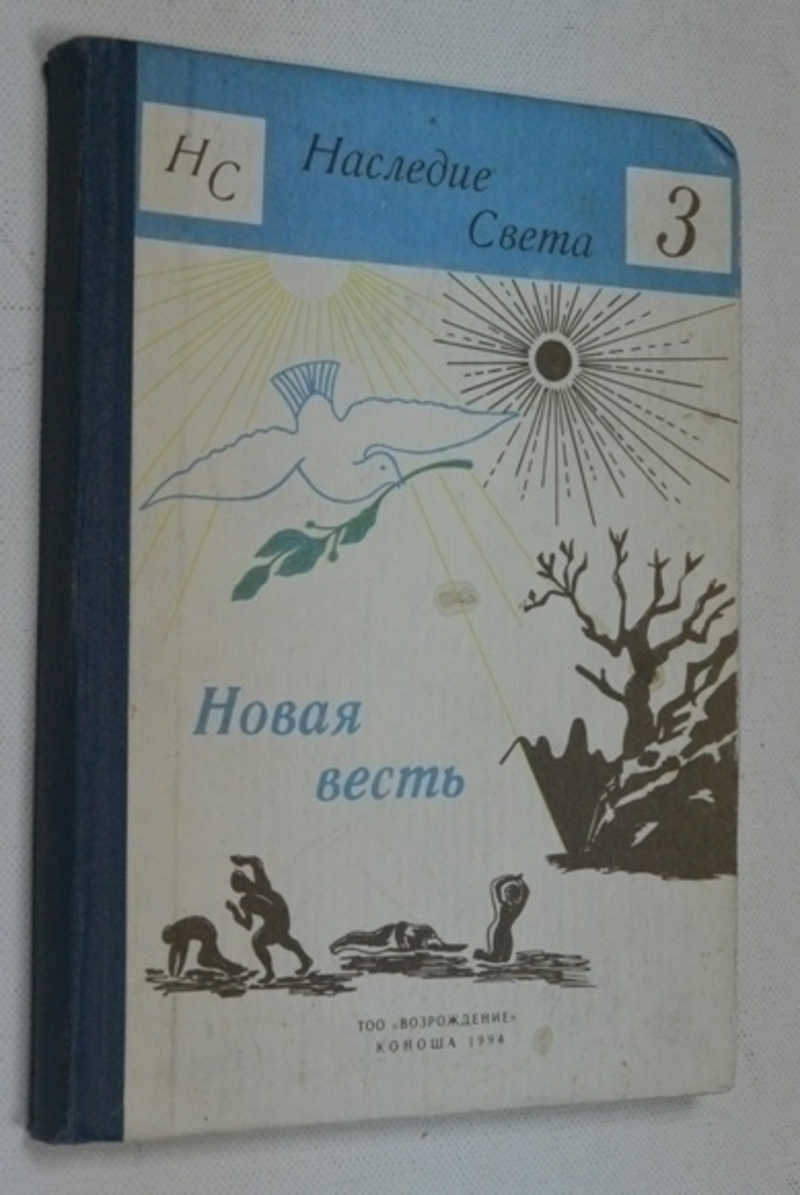 НС
Наследие
Света
3
Новая
весть
ТОО «ВОЗРОЖДЕНИЕ»
КОНОША 1994